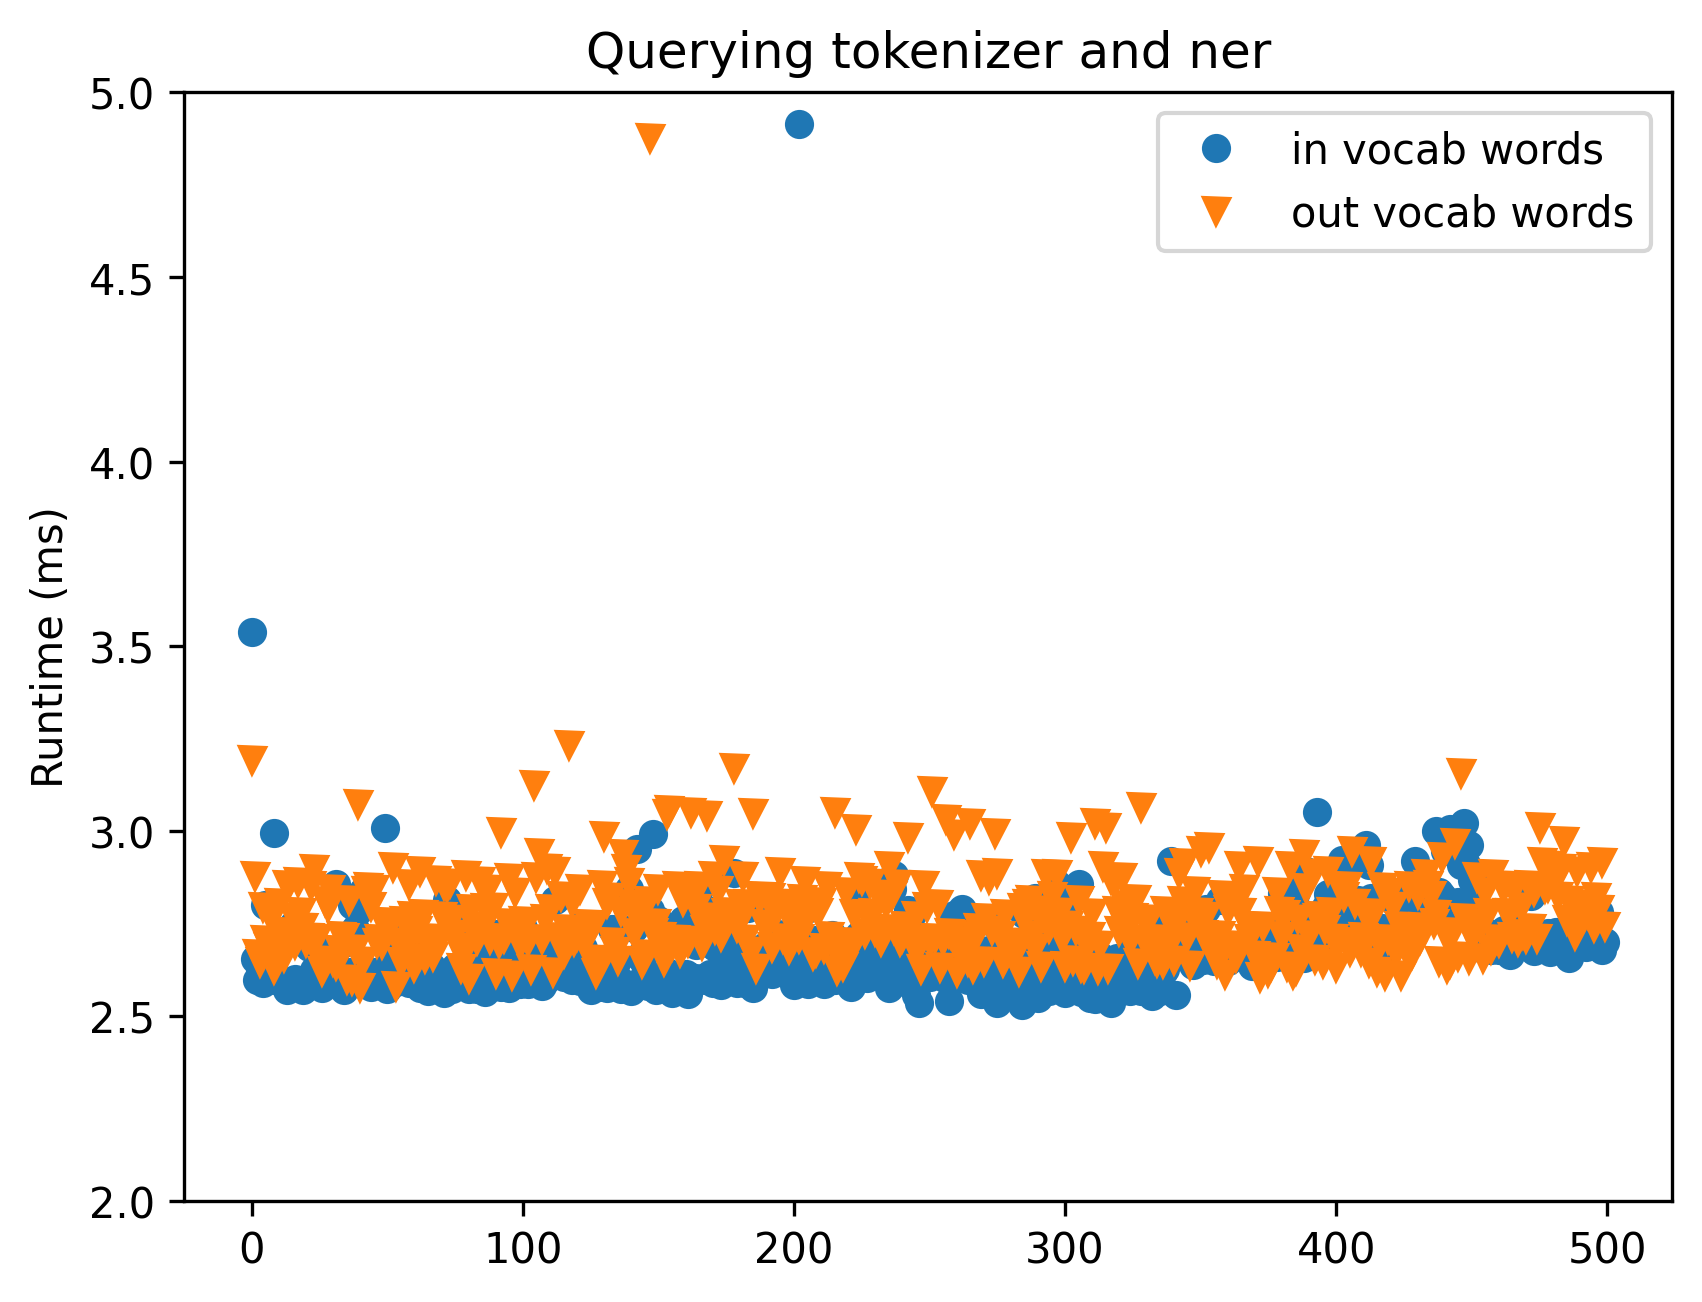 Querying tokenizer and ner
5.0
in vocab words
out vocab words
4.5
4.0
3.5
3.0
2.5
2.0
Runtime (ms)
0 100 200 300 400 500